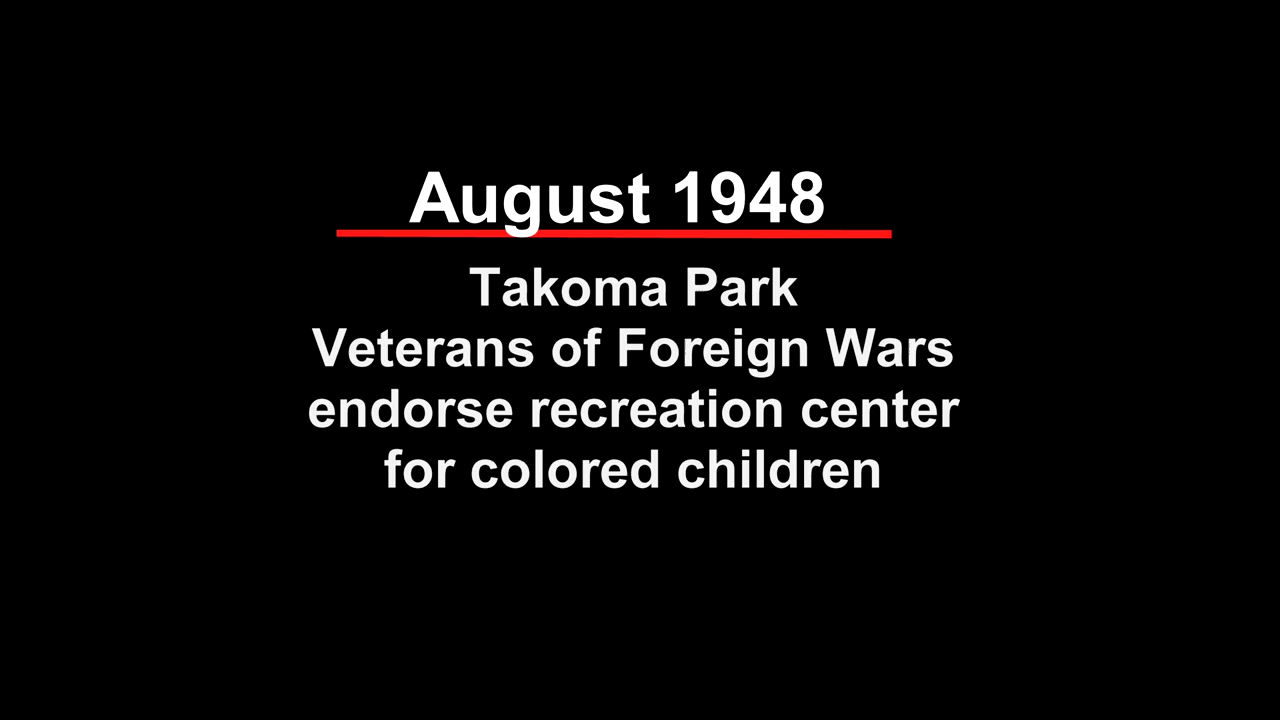 August 1948
Takoma Park
Veterans of Foreign Wars
endorse recreation center
for colored children